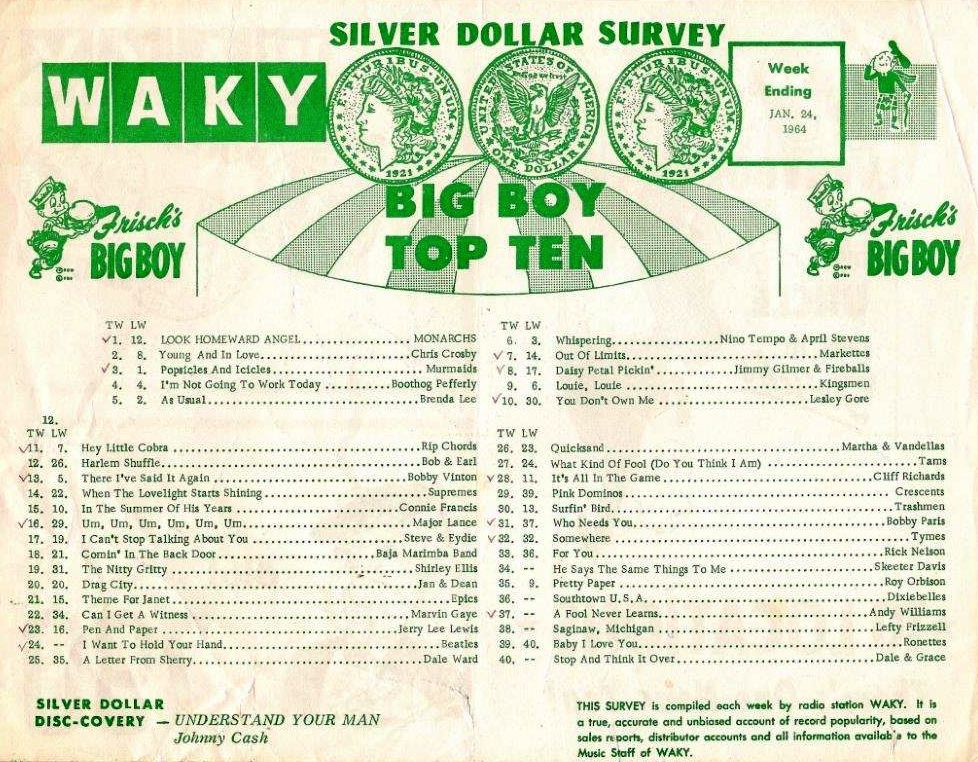 SILVER DOLLAR SURVEY
WAKY
E·PLURIBUS·UNUM
1921
UNITED STATES OF AMERICA
ONE DOLLAR
E·PLURIBUS·UNUM
1921
Week
Ending
JAN. 24,
1964
Frisch's
BIG BOY
BIG BOY
TOP TEN
Frisch's
BIG BOY
TW LW
✓1. 12. LOOK HOMEWARD ANGEL MONARCHS
2. 8. Young And In Love Chris Crosby
✓3. 1. Popsicles And Icicles Murmaids
4. 4. I'm Not Going To Work Today Boothog Pefferly
5. 2. As Usual Brenda Lee
TW LW
6. 3. Whispering Nino Tempo & April Stevens
✓7. 14. Out Of Limits Markettes
✓8. 17. Daisy Petal Pickin' Jimmy Gilmer & Fireballs
9. 6. Louie, Louie Kingsmen
✓10. 30. You Don't Own Me Lesley Gore
12.
TW LW
✓11. 7. Hey Little Cobra Rip Chords
12. 26. Harlem Shuffle Bob & Earl
✓13. 5. There I've Said It Again Bobby Vinton
14. 22. When The Lovelight Starts Shining Supremes
15. 10. In The Summer Of His Years Connie Francis
✓16. 29. Um, Um, Um, Um, Um, Um Major Lance
17. 19. I Can't Stop Talking About You Steve & Eydie
18. 21. Comin' In The Back Door Baja Marimba Band
19. 31. The Nitty Gritty Shirley Ellis
20. 20. Drag City Jan & Dean
21. 15. Theme For Janet Epics
22. 34. Can I Get A Witness Marvin Gaye
✓23. 16. Pen And Paper Jerry Lee Lewis
✓24. -- I Want To Hold Your Hand Beatles
25. 35. A Letter From Sherry Dale Ward
TW LW
26. 23. Quicksand Martha & Vandellas
27. 24. What Kind Of Fool (Do You Think I Am) Tams
✓28. 11. It's All In The Game Cliff Richards
29. 39. Pink Dominos Crescents
30. 13. Surfin' Bird Trashmen
✓31. 37. Who Needs You Bobby Paris
✓32. 32. Somewhere Tymes
33. 36. For You Rick Nelson
34. -- He Says The Same Things To Me Skeeter Davis
35. 9. Pretty Paper Roy Orbison
36. -- Southtown U.S.A. Dixiebelles
✓37. -- A Fool Never Learns Andy Williams
38. -- Saginaw, Michigan Lefty Frizzell
39. 40. Baby I Love You Ronettes
40. -- Stop And Think It Over Dale & Grace
SILVER DOLLAR
DISC-COVERY — UNDERSTAND YOUR MAN
Johnny Cash
THIS SURVEY is compiled each week by radio station WAKY. It is
a true, accurate and unbiased account of record popularity, based on
sales reports, distributor accounts and all information available to the
Music Staff of WAKY.